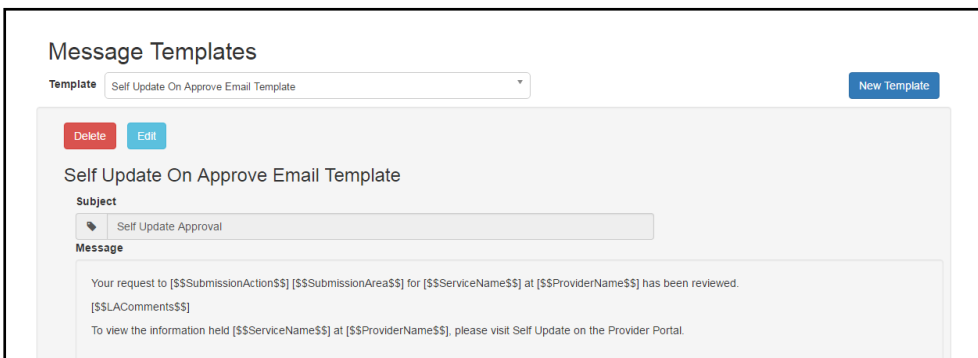 Message Templates
Template Self Update On Approve Email Template New Template
Delete Edit
Self Update On Approve Email Template
Subject
Self Update Approval
Message
Your request to [$$SubmissionAction$$] [$$SubmissionArea$$] for [$$ServiceName$$] at [$$ProviderName$$] has been reviewed.
[$$LAComments$$]
To view the information held [$$ServiceName$$] at [$$ProviderName$$], please visit Self Update on the Provider Portal.